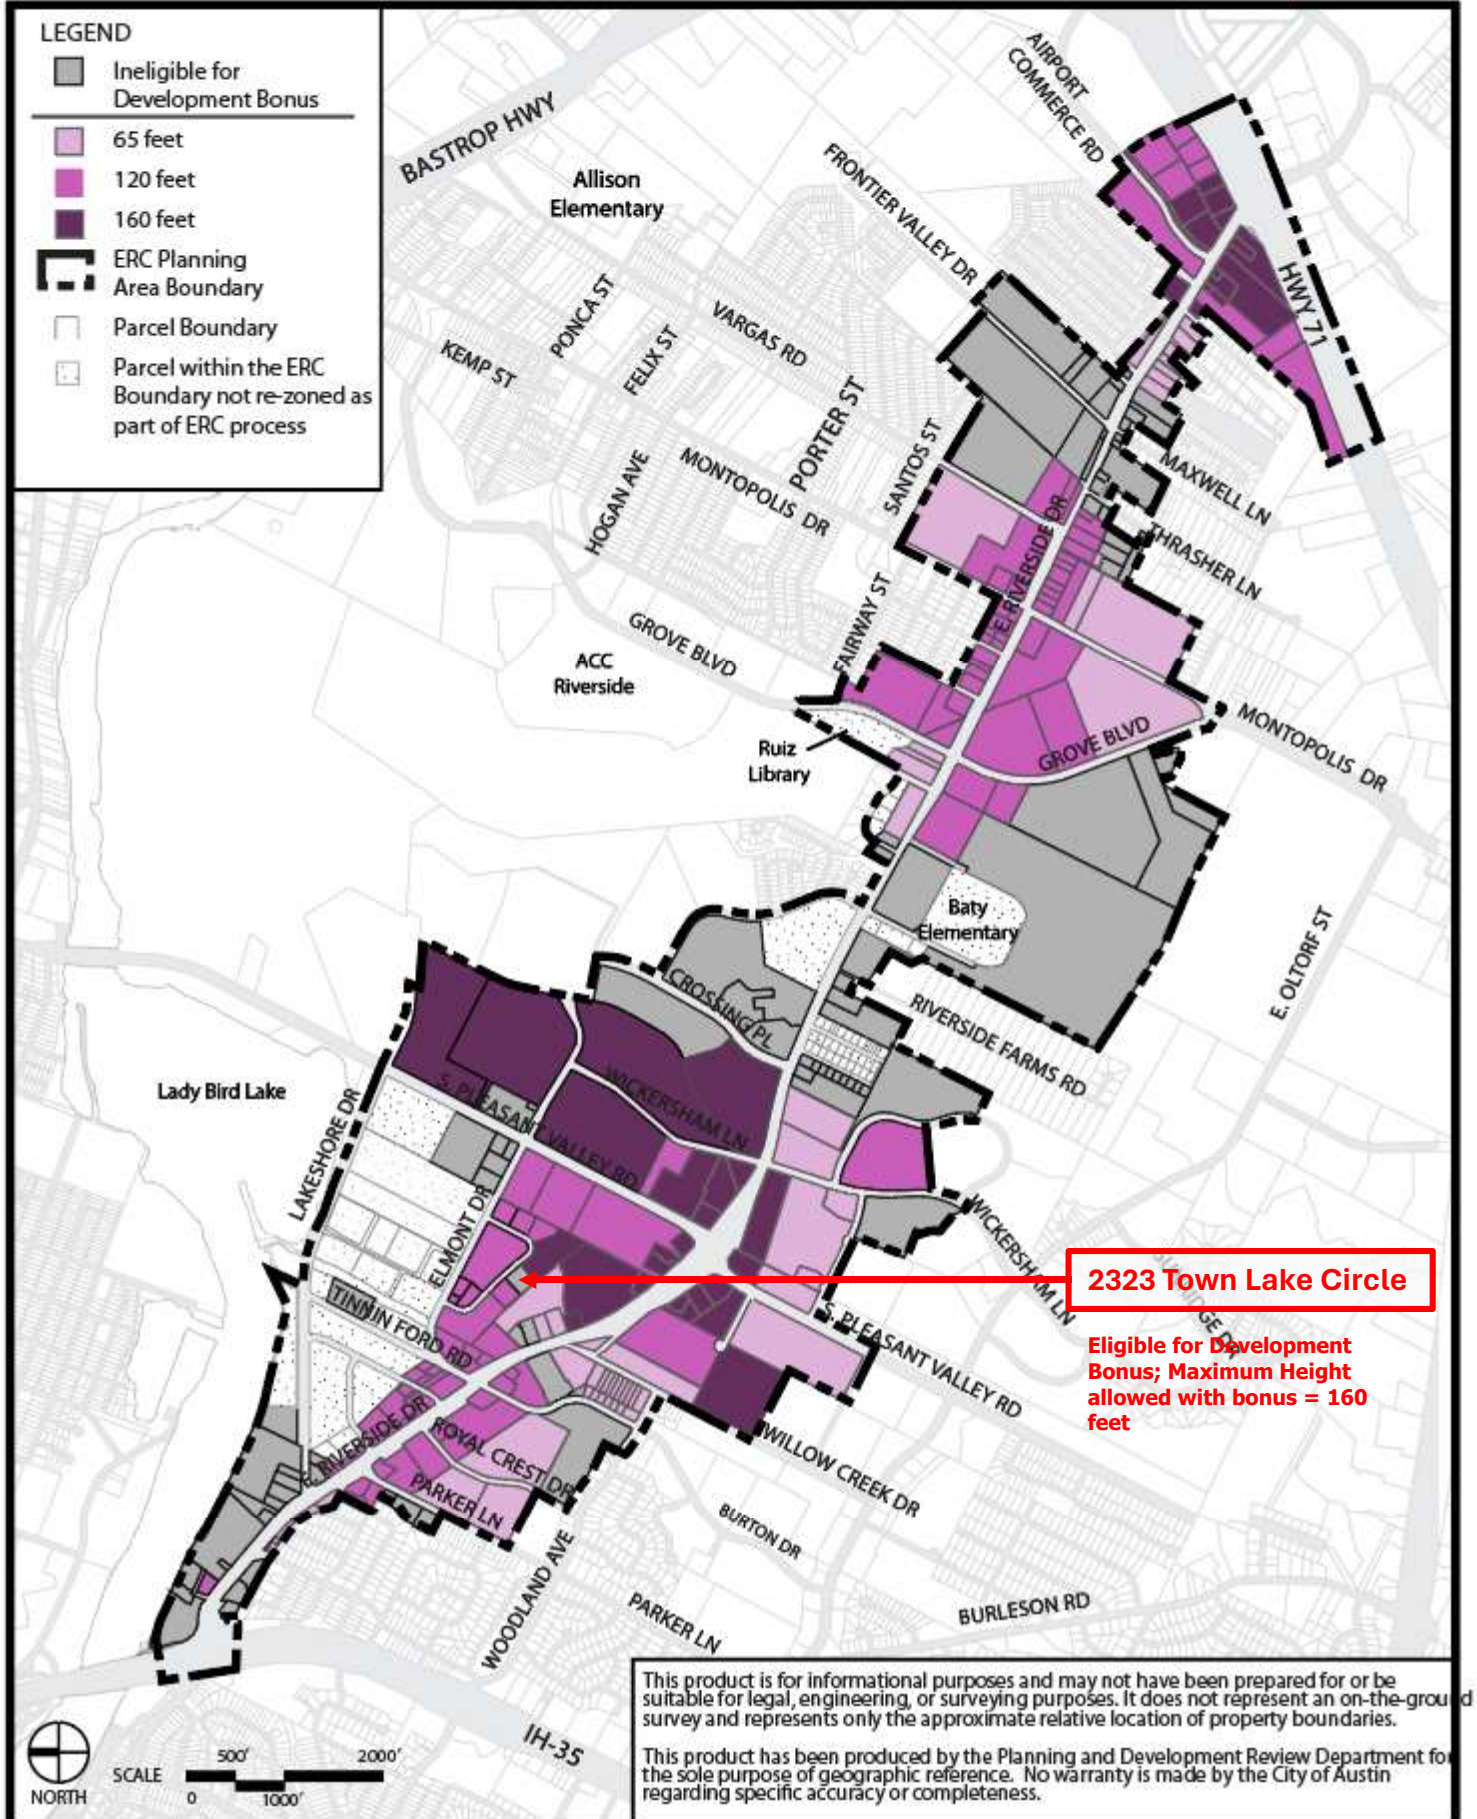 LEGEND
Ineligible for
Development Bonus
65 feet
120 feet
160 feet
ERC Planning
Area Boundary
Parcel Boundary
Parcel within the ERC
Boundary not re-zoned as
part of ERC process
BASTROP HWY
Allison
Elementary
AIRPORT
COMMERCE RD
FRONTIER VALLEY DR
HWY 71
PONCA ST
VARGAS RD
KEMP ST
FELIX ST
PORTER ST
SANTOS ST
MONTOPOLIS DR
HOGAN AVE
MAXWELL LN
THRASHER LN
E. RIVERSIDE DR
FAIRWAY ST
GROVE BLVD
ACC
Riverside
Ruiz
Library
GROVE BLVD
MONTOPOLIS DR
Baty
Elementary
E. OLTORF ST
CROSSING PL
RIVERSIDE FARMS RD
Lady Bird Lake
LAKESHORE DR
S. PLEASANT VALLEY RD
WICKERSHAM LN
ELMONT DR
WICKERSHAM LN
2323 Town Lake Circle
TINNIN FORD RD
S. PLEASANT VALLEY RD
Eligible for Development
Bonus; Maximum Height
allowed with bonus = 160
feet
E. RIVERSIDE DR
ROYAL CREST DR
PARKER LN
WILLOW CREEK DR
BURTON DR
WOODLAND AVE
PARKER LN
BURLESON RD
IH-35
NORTH
SCALE
500'
2000'
0
1000'
This product is for informational purposes and may not have been prepared for or be
suitable for legal, engineering, or surveying purposes. It does not represent an on-the-ground
survey and represents only the approximate relative location of property boundaries.
This product has been produced by the Planning and Development Review Department for
the sole purpose of geographic reference. No warranty is made by the City of Austin
regarding specific accuracy or completeness.